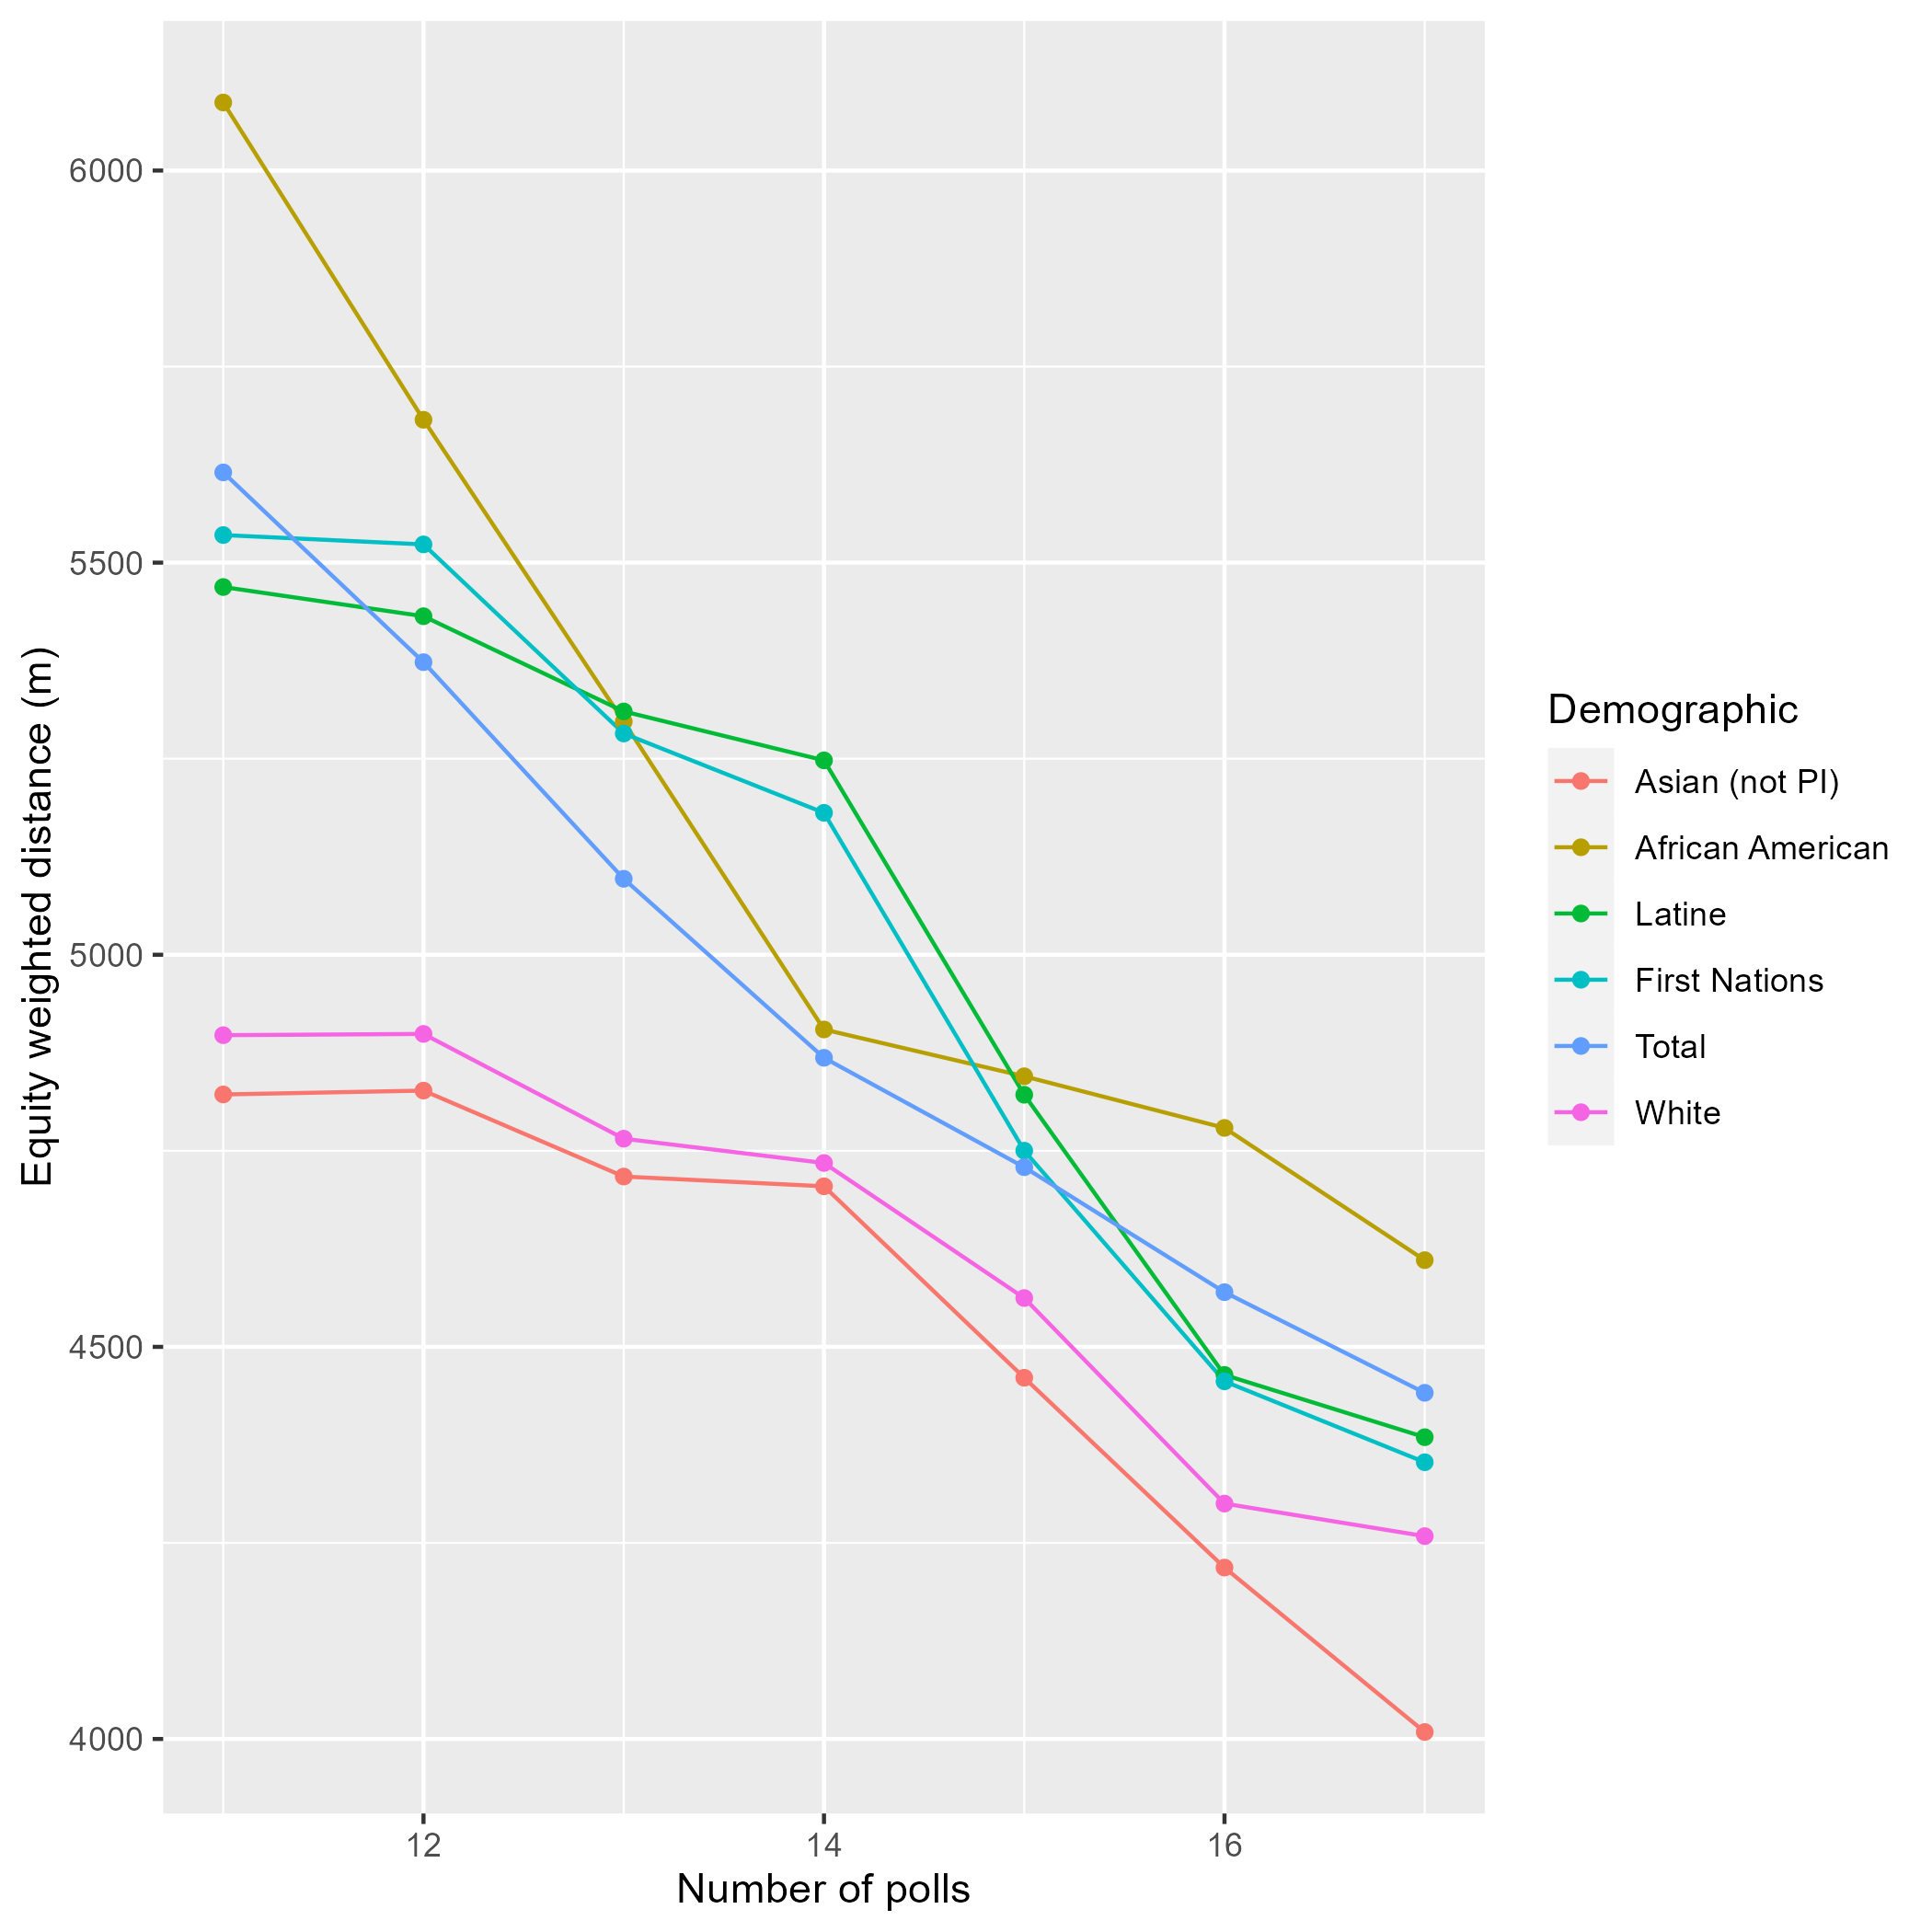 6000
5500
5000
4500
4000
Equity weighted distance (m)
12
14
16
Number of polls
Demographic
Asian (not PI)
African American
Latine
First Nations
Total
White